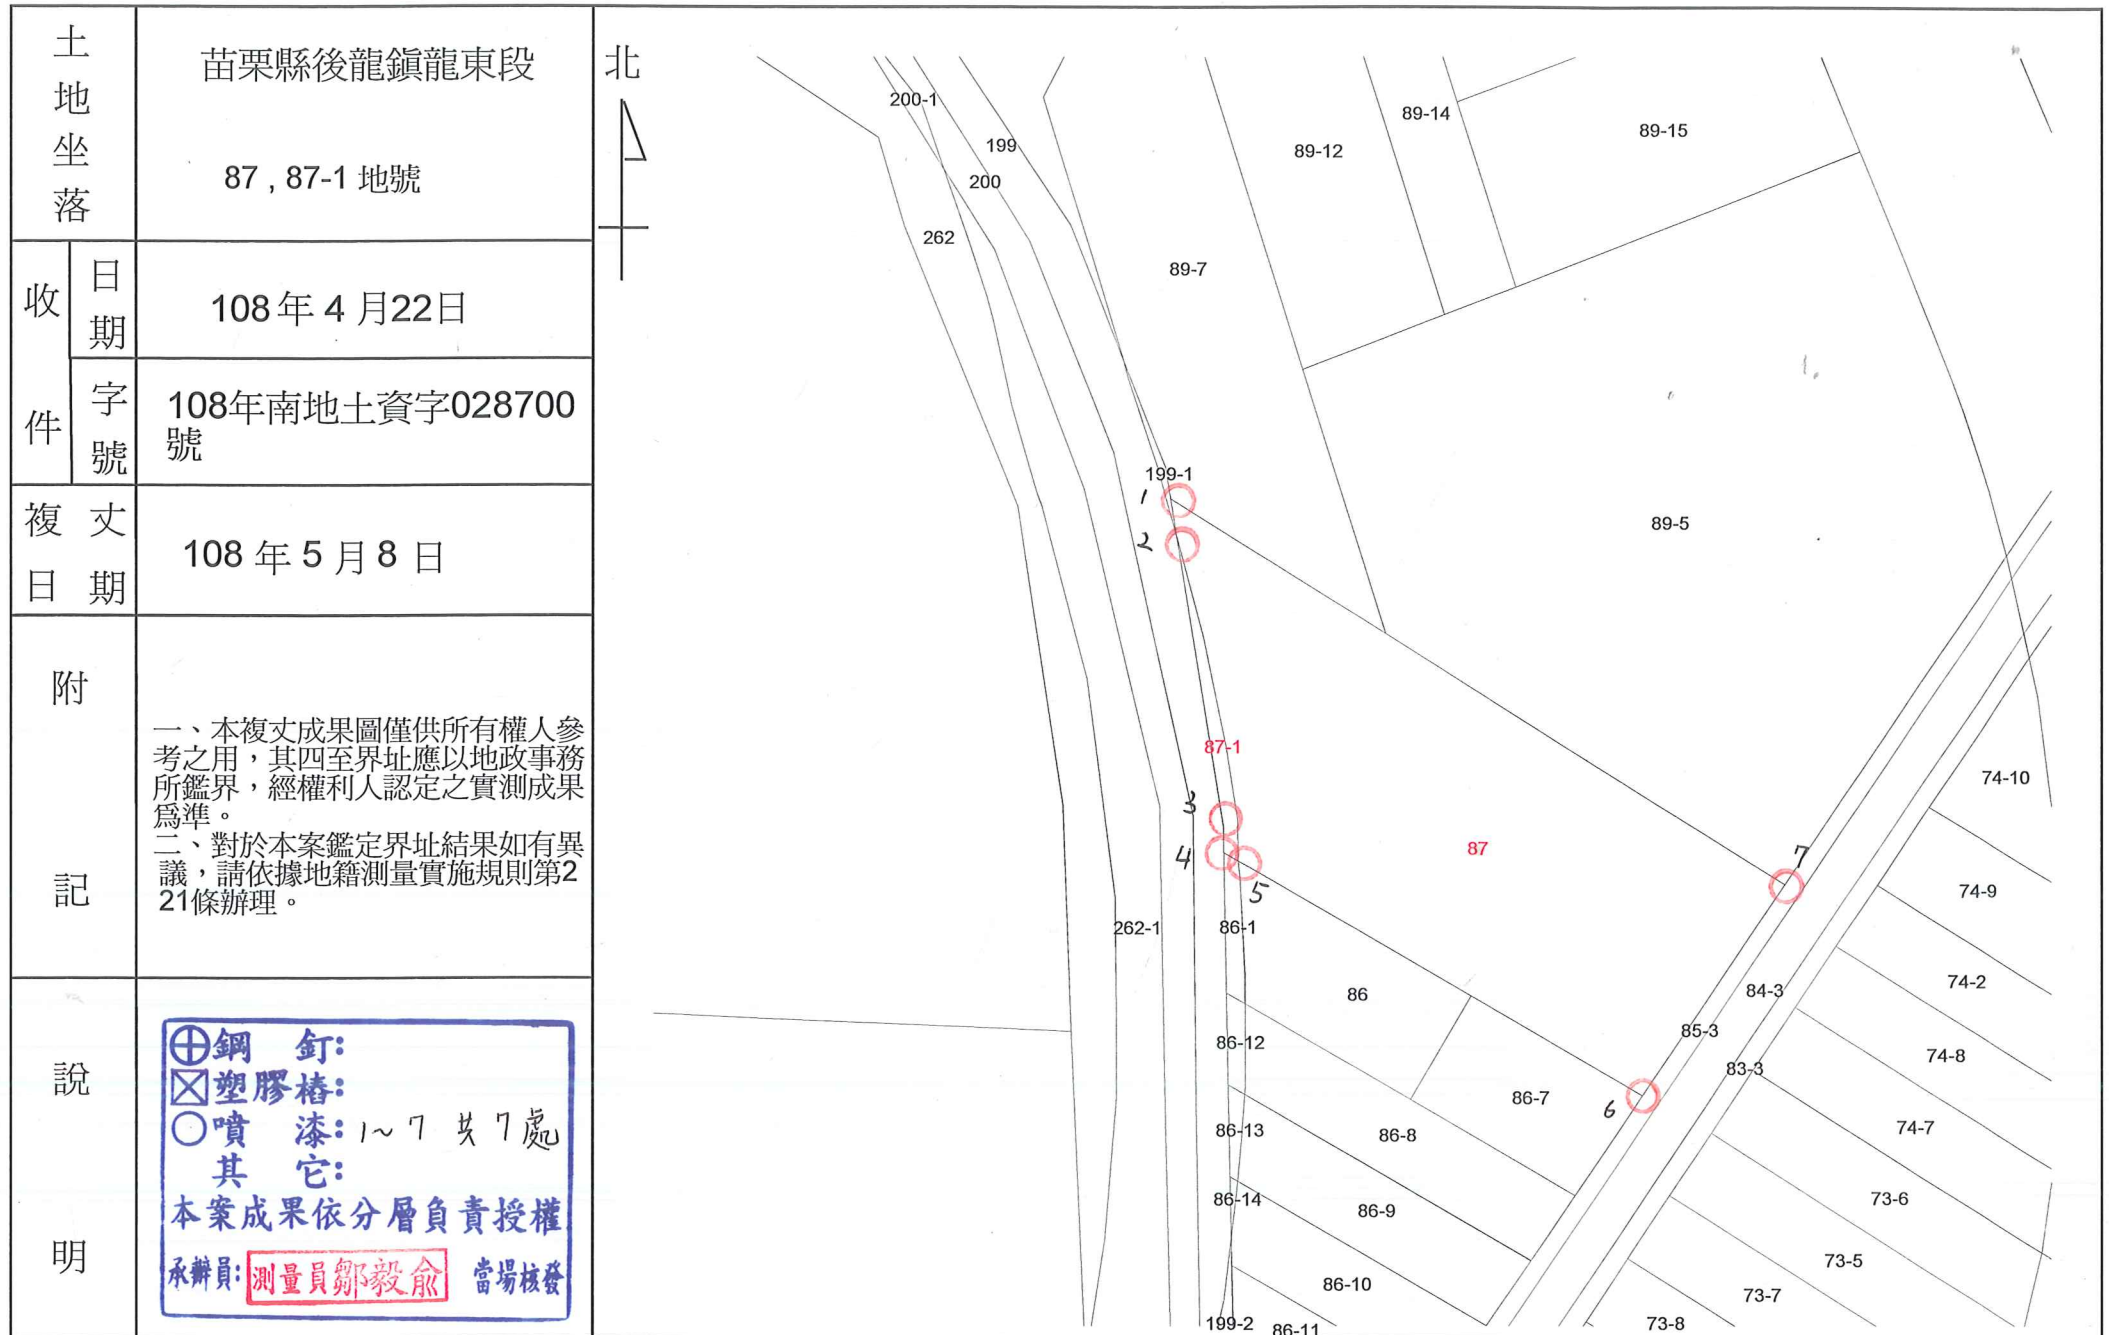 土地坐落
苗栗縣後龍鎮龍東段
87 , 87-1 地號
收件
日期
108 年 4 月22日
字號
108年南地土資字028700
號
複丈
日期
108 年 5 月 8 日
附記
一、本複丈成果圖僅供所有權人參
考之用，其四至界址應以地政事務
所鑑界，經權利人認定之實測成果
為準。
二、對於本案鑑定界址結果如有異
議，請依據地籍測量實施規則第2
21條辦理。
說明
鋼釘:
塑膠樁:
噴漆: 1~7 共7處
其它:
本案成果依分層負責授權
承辦員: 測量員鄒毅俞 當場核發
北
200-1
199
200
262
89-7
89-12
89-14
89-15
199-1
1
2
89-5
87-1
3
4
5
87
7
74-10
74-9
262-1
86-1
86
74-2
84-3
85-3
86-12
83-3
74-8
86-7
6
86-13
86-8
74-7
86-14
86-9
73-6
73-5
86-10
73-7
199-2
86-11
73-8